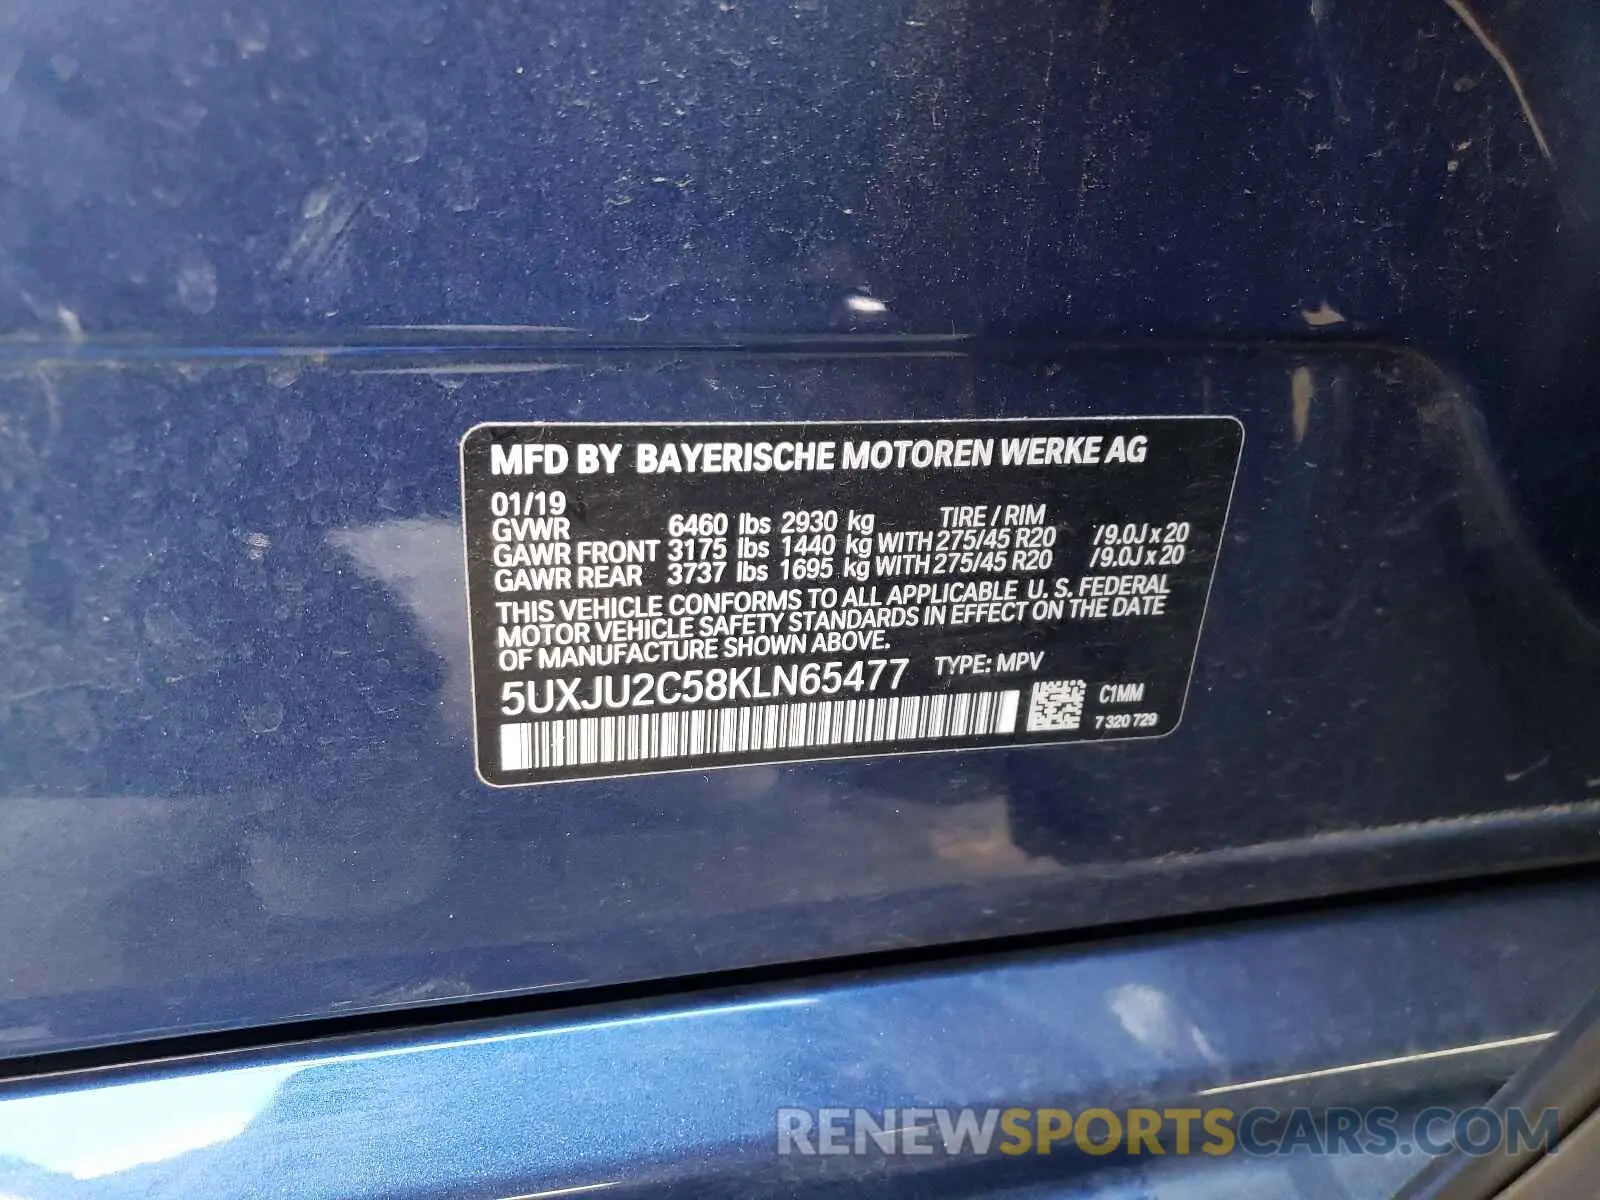 MFD BY BAYERISCHE MOTOREN WERKE AG
01/19
GVWR 6460 lbs 2930 kg TIRE / RIM
GAWR FRONT 3175 lbs 1440 kg WITH 275/45 R20 /9.0J x 20
GAWR REAR 3737 lbs 1695 kg WITH 275/45 R20 /9.0J x 20
THIS VEHICLE CONFORMS TO ALL APPLICABLE U. S. FEDERAL
MOTOR VEHICLE SAFETY STANDARDS IN EFFECT ON THE DATE
OF MANUFACTURE SHOWN ABOVE.
5UXJU2C58KLN65477 TYPE: MPV
C1MM
7 320 729
RENEWSPORTSCARS.COM